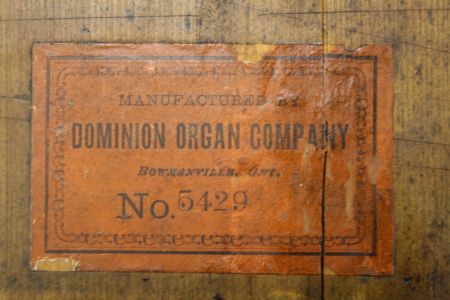 MANUFACTURED BY
DOMINION ORGAN COMPANY
BOWMANVILLE, ONT.
No. 5429